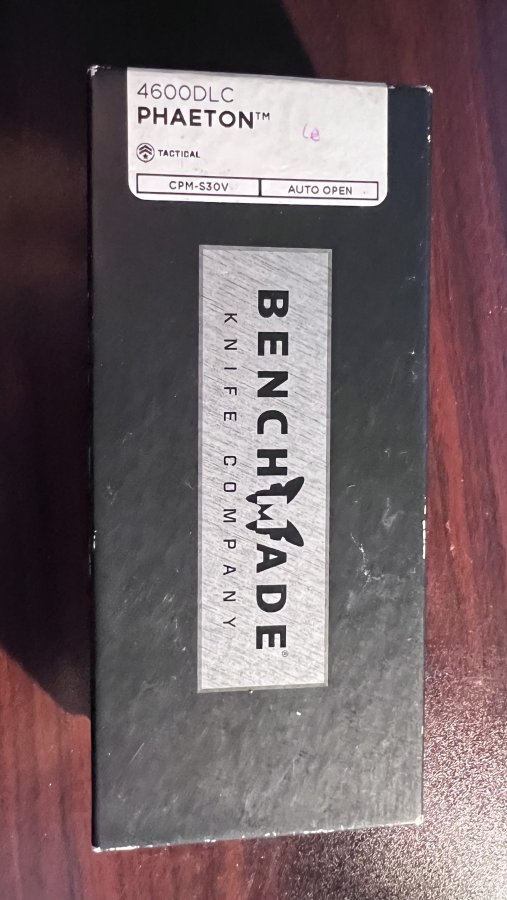 4600DLC
PHAETON™
TACTICAL
CPM-S30V
AUTO OPEN
BENCHMADE®
KNIFE COMPANY